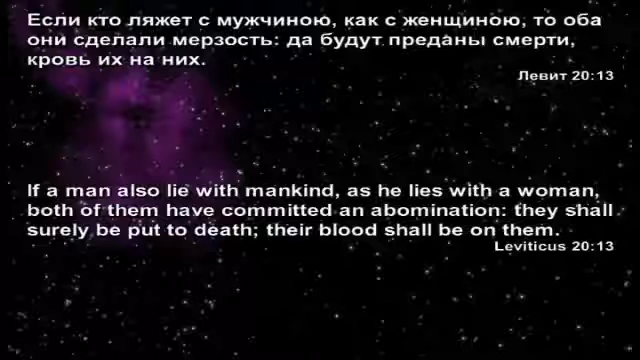 Если кто ляжет с мужчиною, как с женщиною, то оба
они сделали мерзость: да будут преданы смерти,
кровь их на них.
Левит 20:13
If a man also lie with mankind, as he lies with a woman,
both of them have committed an abomination: they shall
surely be put to death; their blood shall be on them.
Leviticus 20:13